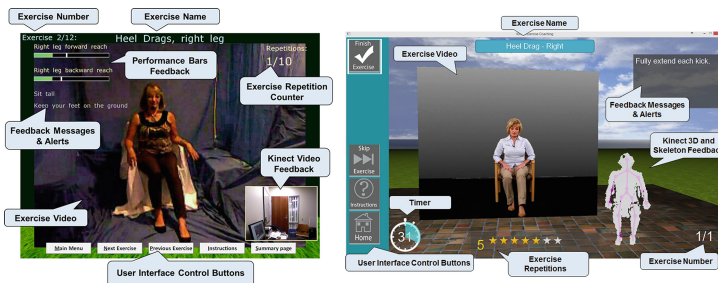 Exercise Number
Exercise Name
Exercise 2/12:
Heel Drags, right leg
Right leg forward reach
Repetitions:
1/10
Performance Bars
Feedback
Right leg backward reach
Exercise Repetition
Counter
Sit tall
Keep your feet on the ground
Feedback Messages
& Alerts
Kinect Video
Feedback
Exercise Video
Main Menu
Next Exercise
Previous Exercise
Instructions
Summary page
User Interface Control Buttons
Exercise Name
Finish
Exercise
Heel Drag - Right
Exercise Video
Fully extend each kick.
Feedback Messages
& Alerts
Kinect 3D and
Skeleton Feedback
Skip
Exercise
Instructions
Home
Timer
31
5
1/1
User Interface Control Buttons
Exercise
Repetitions
Exercise Number